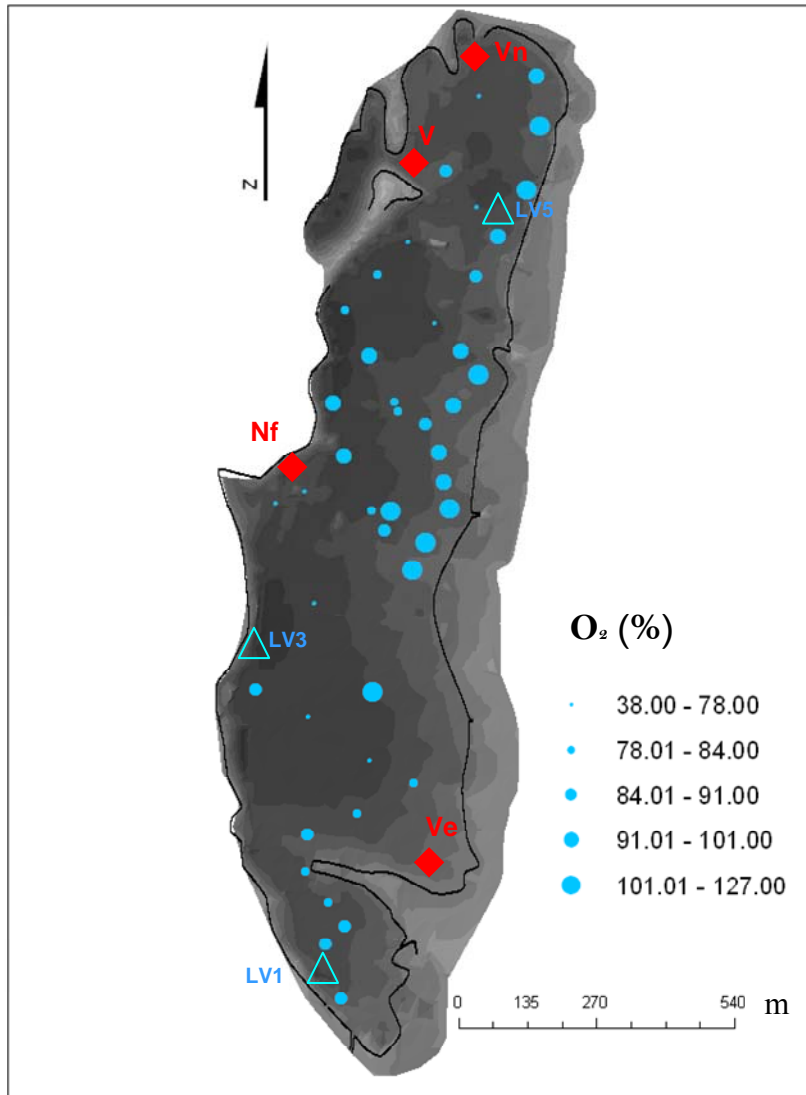 Vn
V
Z
LV5
Nf
LV3
O₂ (%)
38.00 - 78.00
78.01 - 84.00
84.01 - 91.00
91.01 - 101.00
101.01 - 127.00
Ve
LV1
0 135 270 540 m